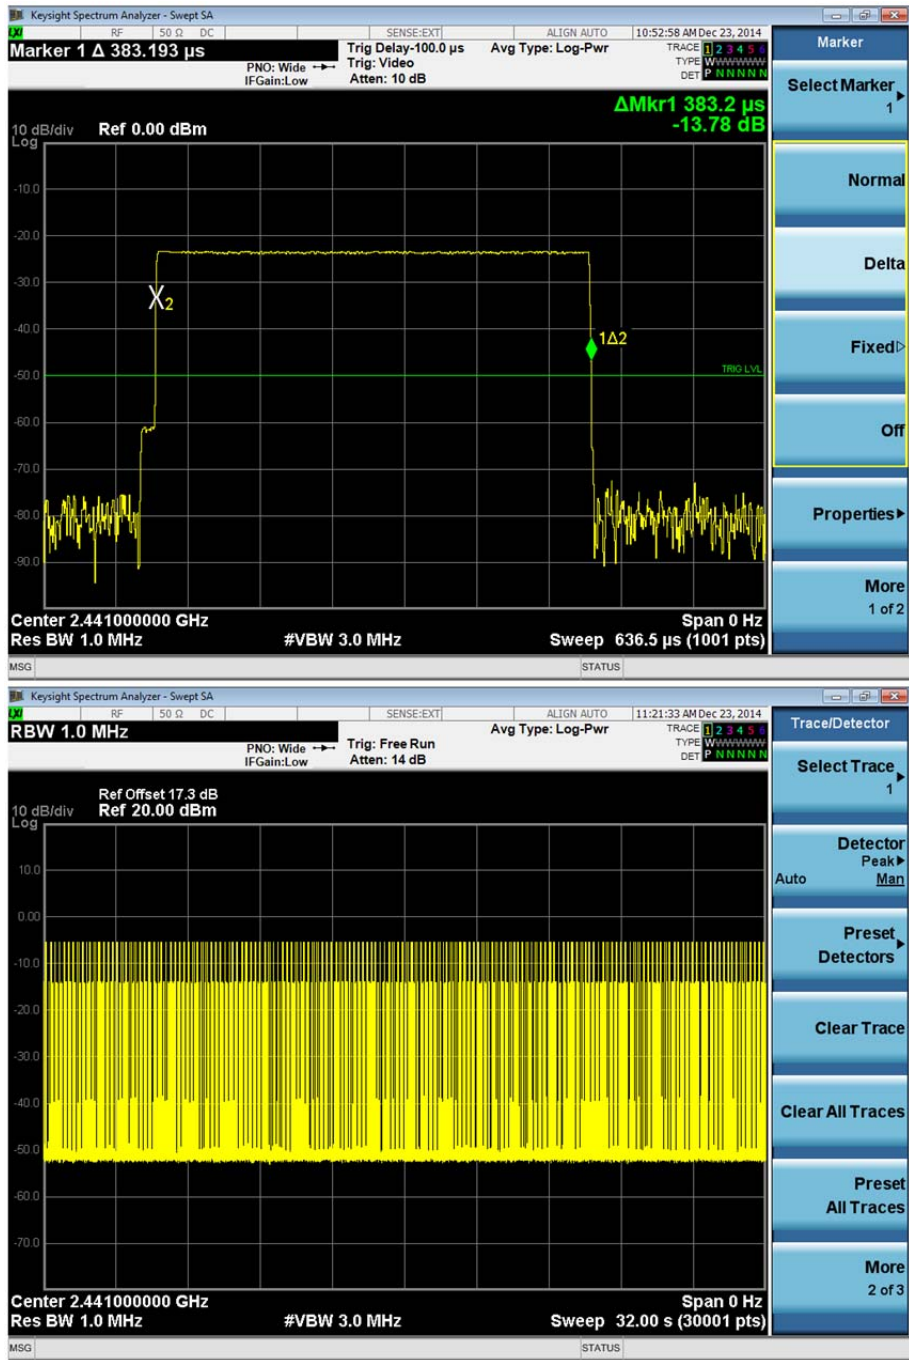 Keysight Spectrum Analyzer - Swept SA
LXI RF 50 Ω DC SENSE:EXT ALIGN AUTO 10:52:58 AM Dec 23, 2014
Marker 1 Δ 383.193 µs
PNO: Wide
IFGain:Low
Trig Delay-100.0 µs
Trig: Video
Atten: 10 dB
Avg Type: Log-Pwr
TRACE 1 2 3 4 5 6
TYPE WWWWWW
DET P N N N N N
ΔMkr1 383.2 µs
-13.78 dB
10 dB/div Ref 0.00 dBm
Log
-10.0
-20.0
-30.0
X2
-40.0
1Δ2
-50.0
TRIG LVL
-60.0
-70.0
-80.0
-90.0
Center 2.441000000 GHz Span 0 Hz
Res BW 1.0 MHz #VBW 3.0 MHz Sweep 636.5 µs (1001 pts)
MSG STATUS
Marker
Select Marker
1
Normal
Delta
Fixed
Off
Properties
More
1 of 2
Keysight Spectrum Analyzer - Swept SA
LXI RF 50 Ω DC SENSE:EXT ALIGN AUTO 11:21:33 AM Dec 23, 2014
RBW 1.0 MHz
PNO: Wide
IFGain:Low
Trig: Free Run
Atten: 14 dB
Avg Type: Log-Pwr
TRACE 1 2 3 4 5 6
TYPE WWWWWW
DET P N N N N N
Ref Offset 17.3 dB
10 dB/div Ref 20.00 dBm
Log
10.0
0.00
-10.0
-20.0
-30.0
-40.0
-50.0
-60.0
-70.0
Center 2.441000000 GHz Span 0 Hz
Res BW 1.0 MHz #VBW 3.0 MHz Sweep 32.00 s (30001 pts)
MSG STATUS
Trace/Detector
Select Trace
1
Detector
Peak
Auto Man
Preset
Detectors
Clear Trace
Clear All Traces
Preset
All Traces
More
2 of 3